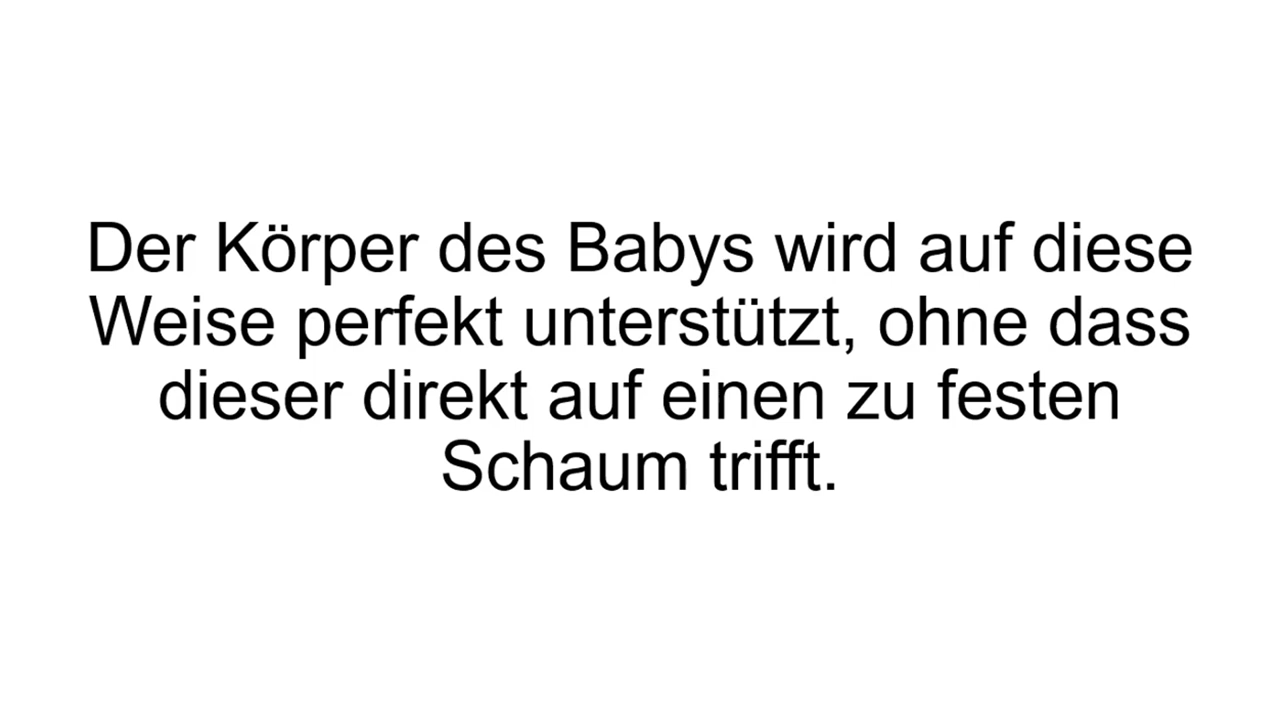 Der Körper des Babys wird auf diese
Weise perfekt unterstützt, ohne dass
dieser direkt auf einen zu festen
Schaum trifft.